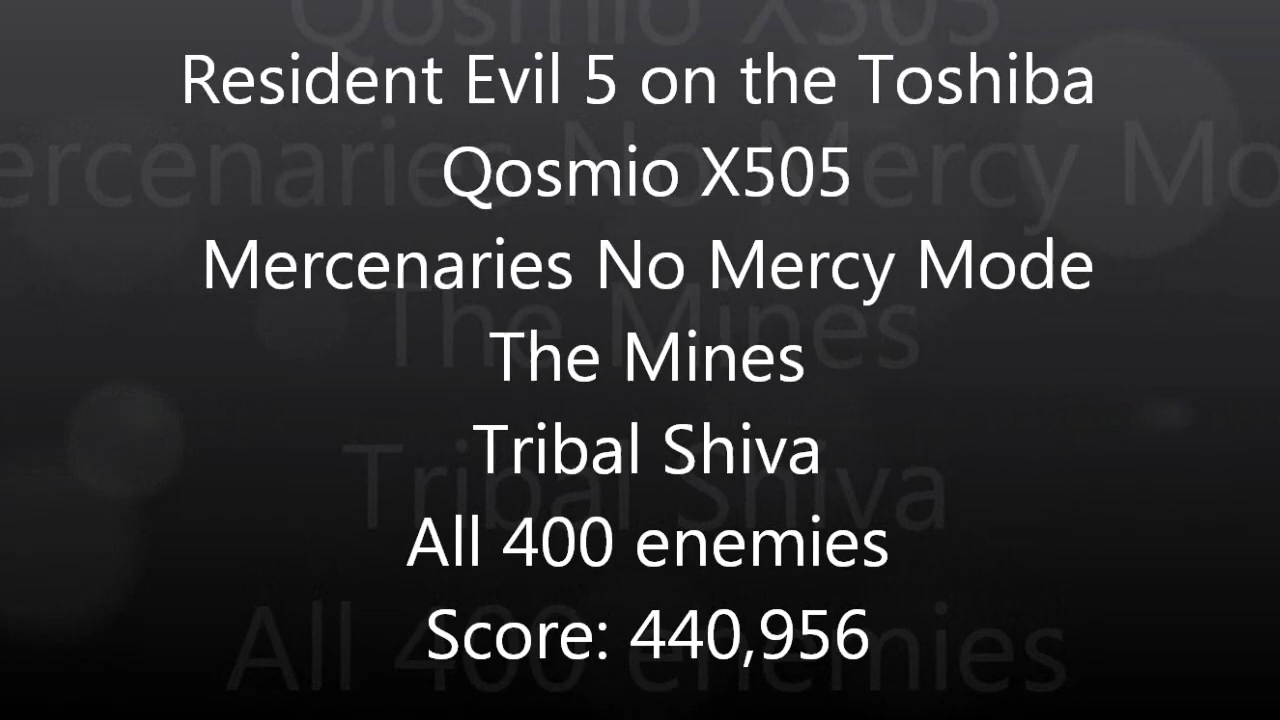 Resident Evil 5 on the Toshiba
Qosmio X505
Mercenaries No Mercy Mode
The Mines
Tribal Shiva
All 400 enemies
Score: 440,956